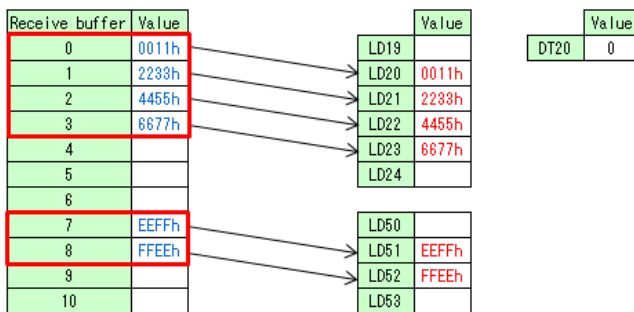 Receive buffer Value
0 0011h
1 2233h
2 4455h
3 6677h
4
5
6
7 EEFFh
8 FFEEh
9
10
Value
LD19
LD20 0011h
LD21 2233h
LD22 4455h
LD23 6677h
LD24
LD50
LD51 EEFFh
LD52 FFEEh
LD53
Value
DT20 0